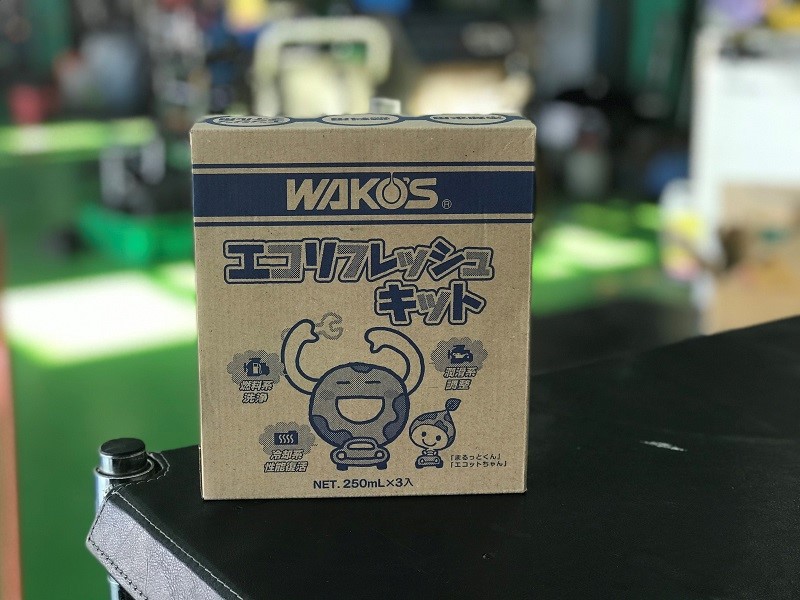 WAKO'S®
エコリフレッシュ
キット
燃料系
洗浄
潤滑系
調整
冷却系
性能復活
「まるっとくん」
「エコットちゃん」
NET. 250mL×3入